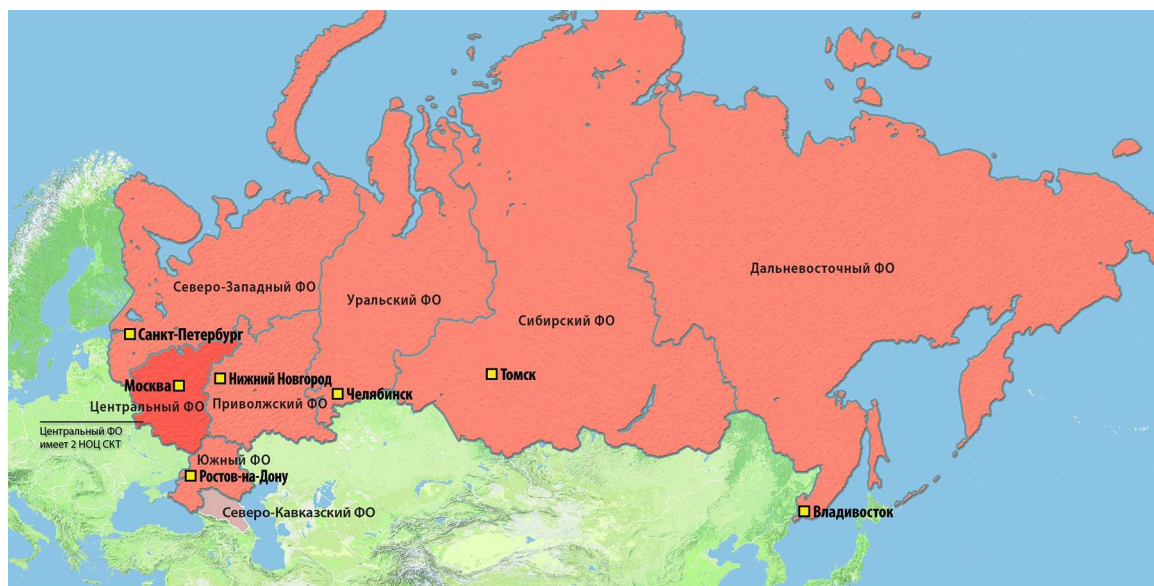 Дальневосточный ФО
Северо-Западный ФО
Уральский ФО
Сибирский ФО
Санкт-Петербург
Томск
Нижний Новгород
Москва
Челябинск
Приволжский ФО
Центральный ФО
Центральный ФО
имеет 2 НОЦ СКТ
Южный ФО
Ростов-на-Дону
Северо-Кавказский ФО
Владивосток